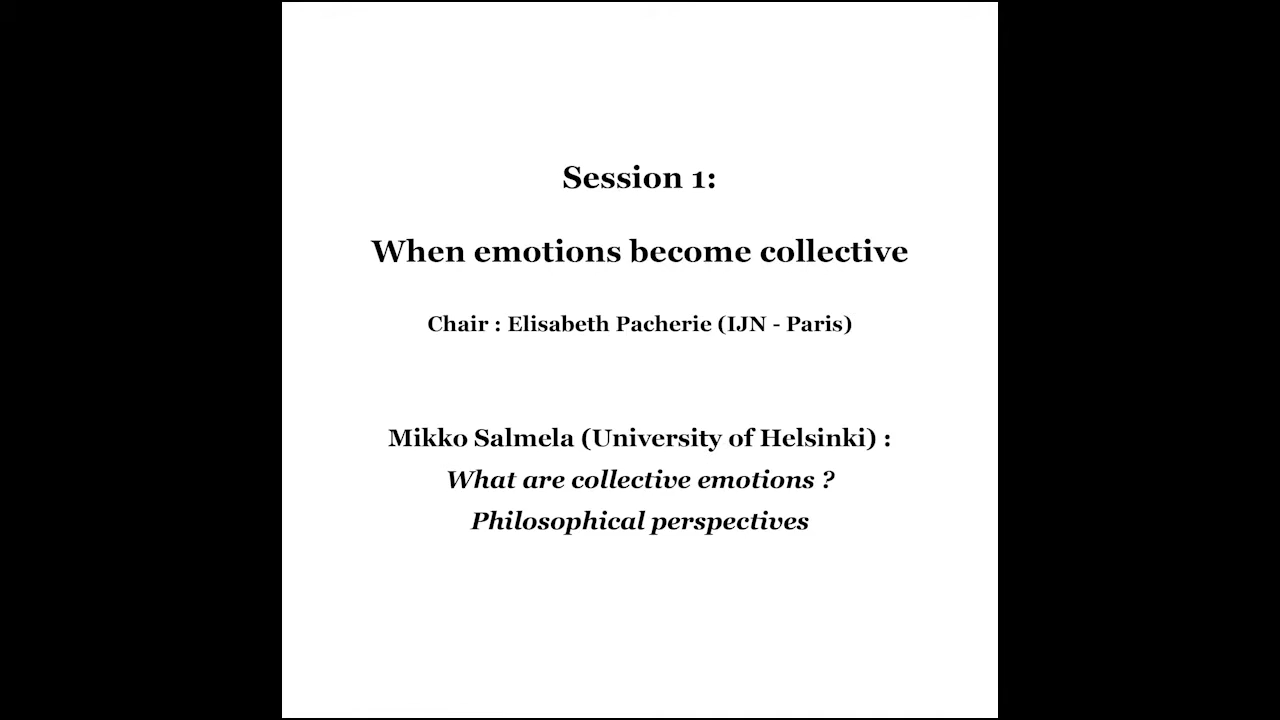 Session 1:
When emotions become collective
Chair : Elisabeth Pacherie (IJN - Paris)
Mikko Salmela (University of Helsinki) :
What are collective emotions ?
Philosophical perspectives